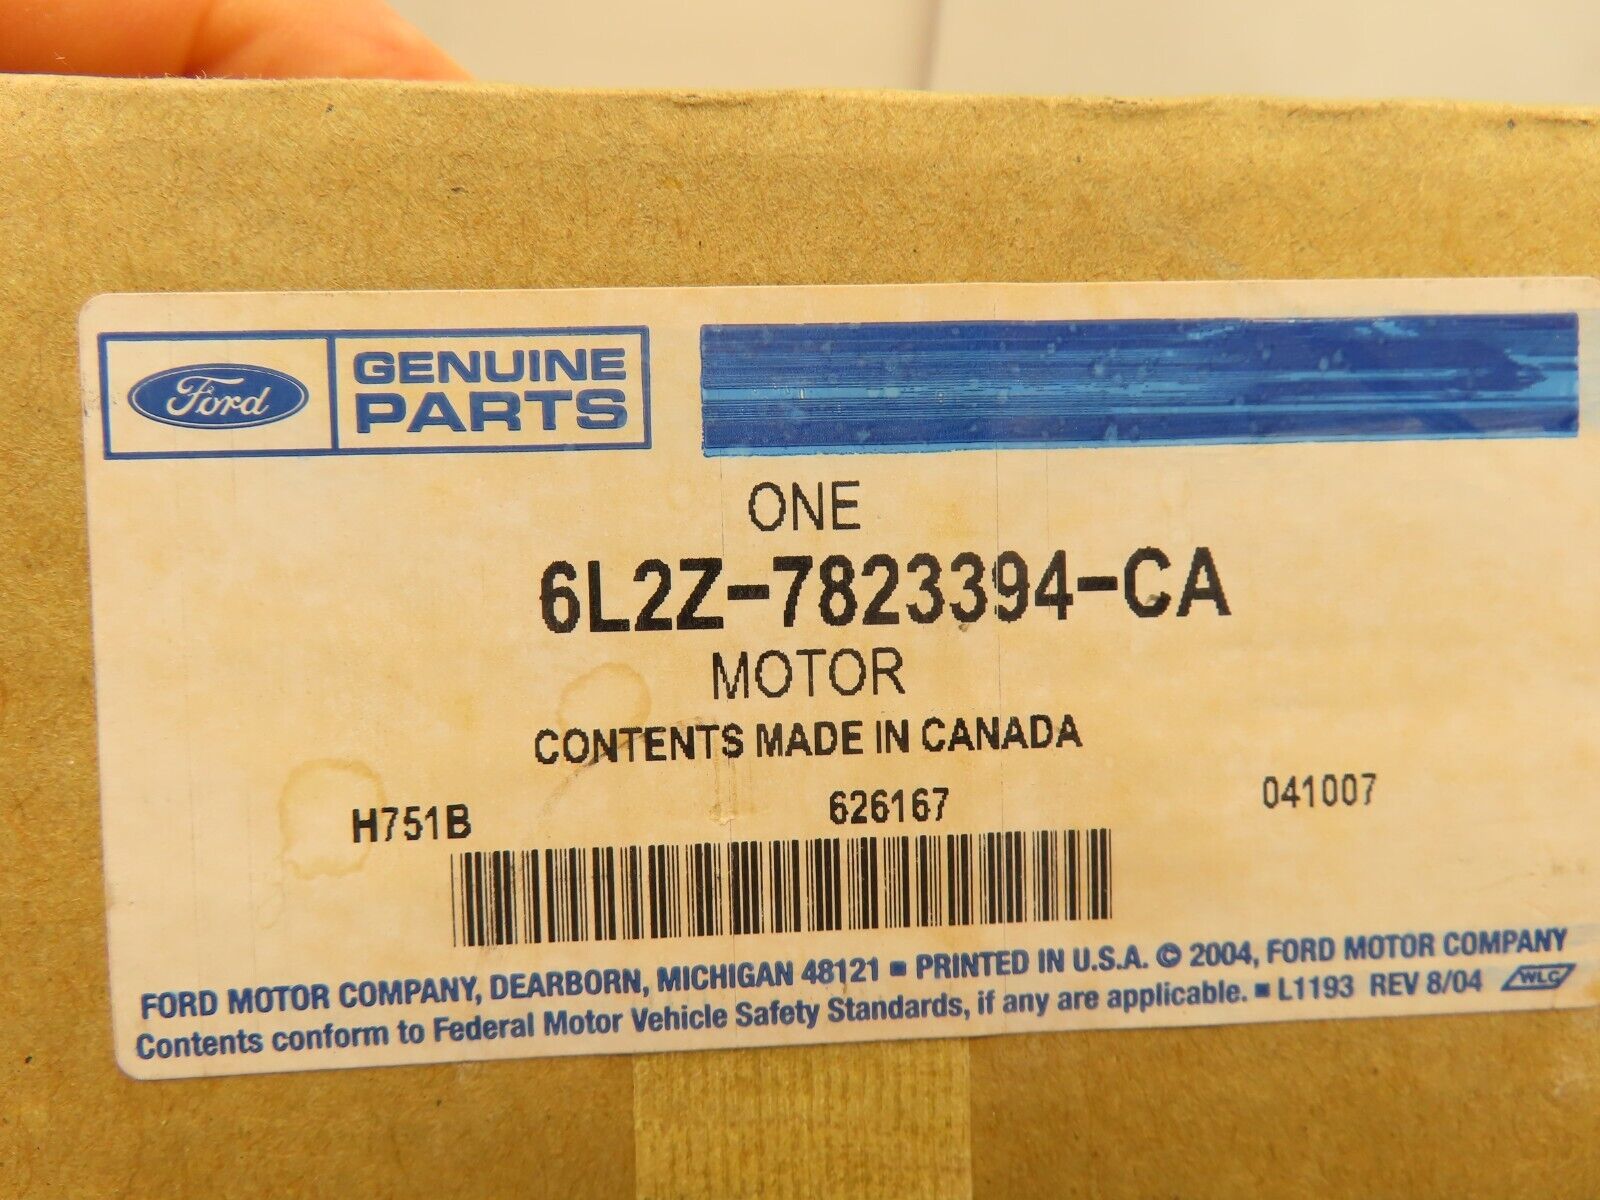 Ford
GENUINE
PARTS
ONE
6L2Z-7823394-CA
MOTOR
CONTENTS MADE IN CANADA
H751B 626167 041007
FORD MOTOR COMPANY, DEARBORN, MICHIGAN 48121 ▪ PRINTED IN U.S.A. © 2004, FORD MOTOR COMPANY
Contents conform to Federal Motor Vehicle Safety Standards, if any are applicable. ▪ L1193 REV 8/04 WLC